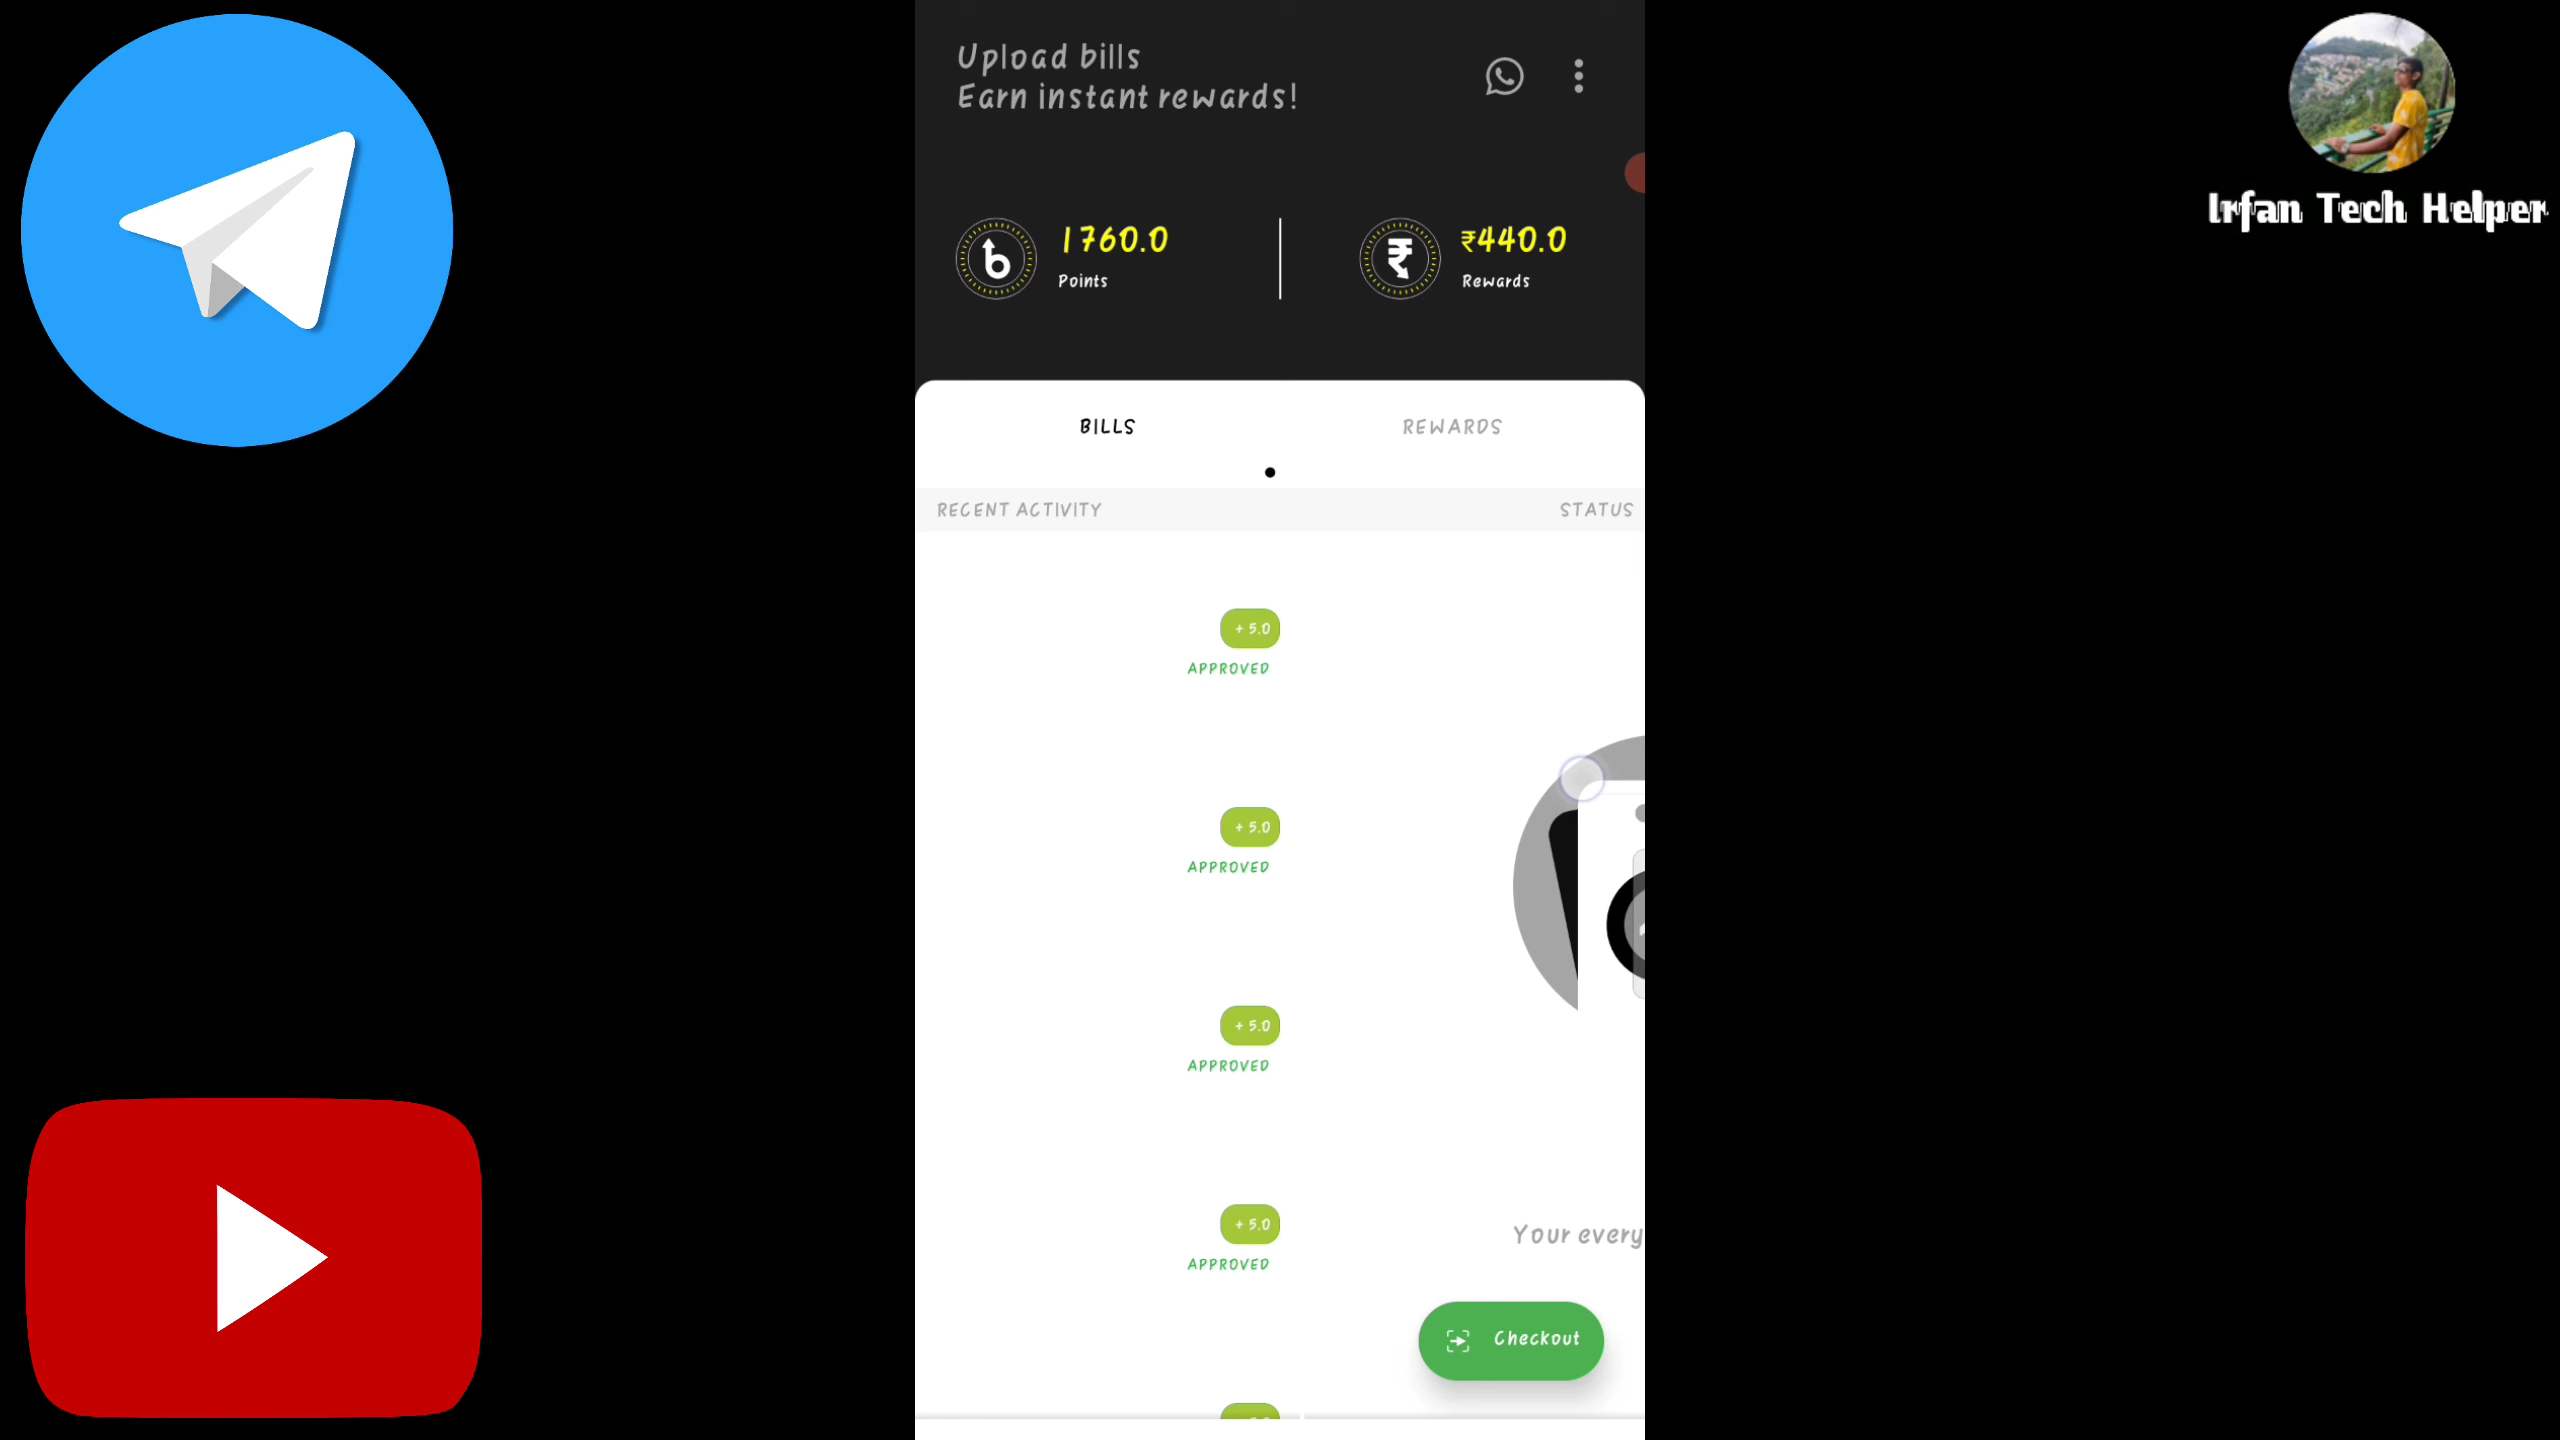 Upload bills
Earn instant rewards!
Irfan Tech Helper
1760.0
Points
₹440.0
Rewards
BILLS
REWARDS
RECENT ACTIVITY
STATUS
+ 5.0
APPROVED
+ 5.0
APPROVED
+ 5.0
APPROVED
+ 5.0
APPROVED
Your every
Checkout